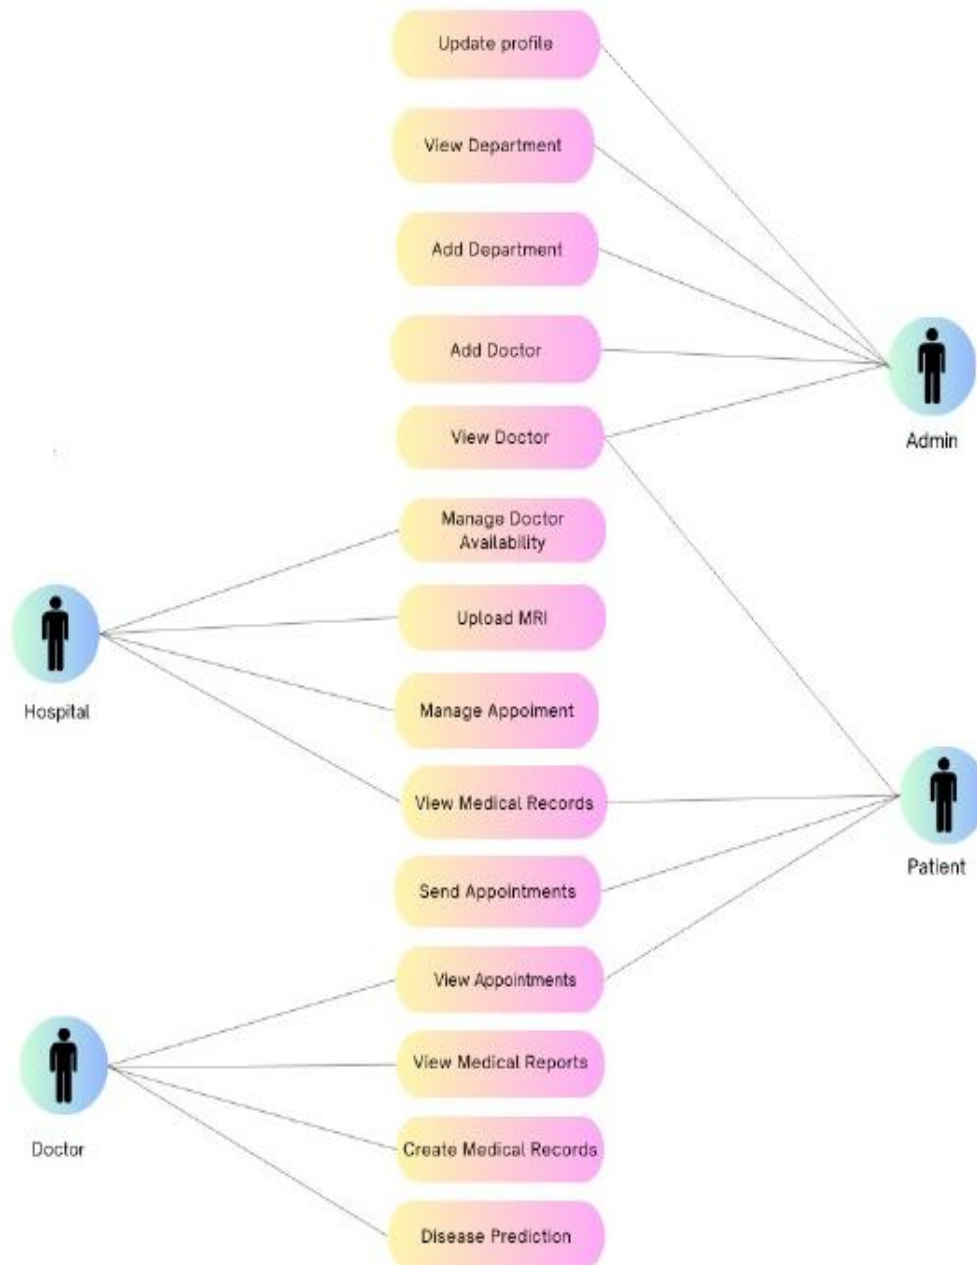 Update profile
View Department
Add Department
Add Doctor
View Doctor
Admin
Manage Doctor
Availability
Upload MRI
Hospital
Manage Appoiment
View Medical Records
Patient
Send Appointments
View Appointments
View Medical Reports
Doctor
Create Medical Records
Disease Prediction